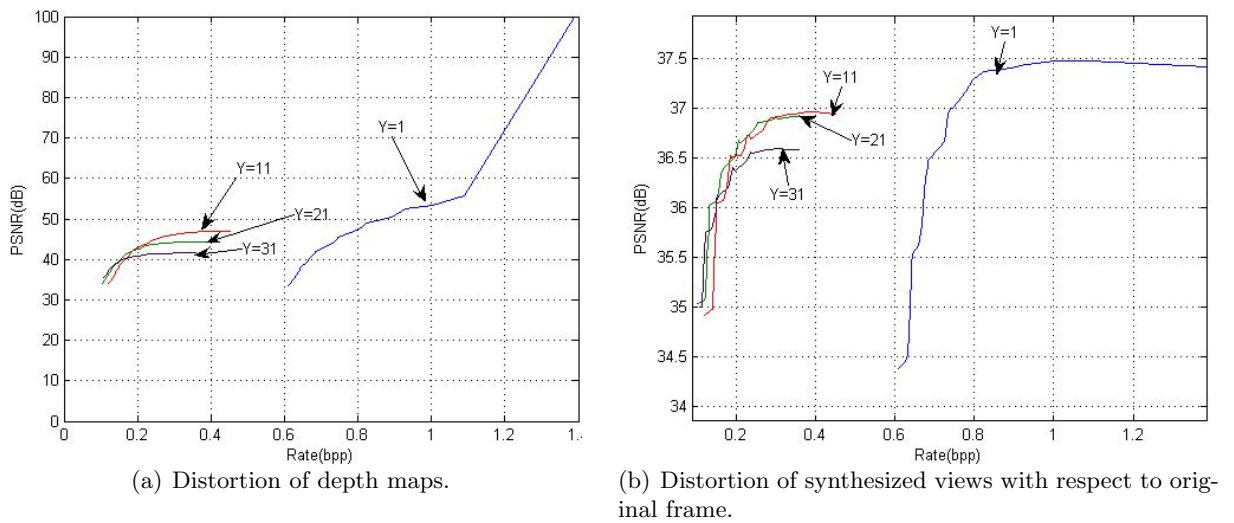 100
90
80
70
60
50
40
30
20
10
0
PSNR(dB)
0 0.2 0.4 0.6 0.8 1 1.2 1.
Rate(bpp)
Y=1
Y=11
Y=21
Y=31
(a) Distortion of depth maps.
37.5
37
36.5
36
35.5
35
34.5
34
PSNR(dB)
0.2 0.4 0.6 0.8 1 1.2
Rate(bpp)
Y=1
Y=11
Y=21
Y=31
(b) Distortion of synthesized views with respect to orig-
inal frame.